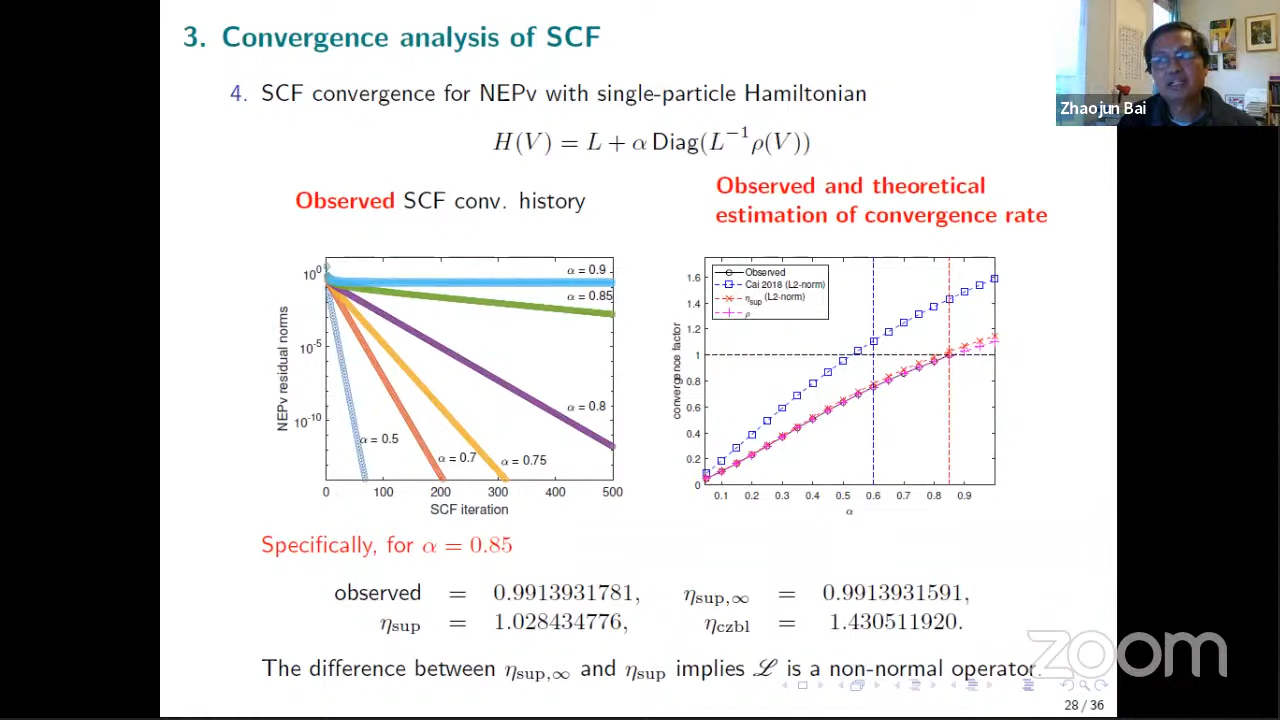 3. Convergence analysis of SCF
Zhaojun Bai
4. SCF convergence for NEPv with single-particle Hamiltonian
H(V) = L + α Diag(L⁻¹ρ(V))
Observed SCF conv. history
Observed and theoretical
estimation of convergence rate
NEPv residual norms
10⁰
10⁻⁵
10⁻¹⁰
α = 0.9
α = 0.85
α = 0.8
α = 0.5
α = 0.7
α = 0.75
0 100 200 300 400 500
SCF iteration
convergence factor
1.6
1.4
1.2
1
0.8
0.6
0.4
0.2
0
Observed
Cai 2018 (L2-norm)
η_sup (L2-norm)
ρ
0.1 0.2 0.3 0.4 0.5 0.6 0.7 0.8 0.9
α
Specifically, for α = 0.85
observed = 0.9913931781, η_sup,∞ = 0.9913931591,
η_sup = 1.028434776, η_czbl = 1.430511920.
The difference between η_sup,∞ and η_sup implies ℒ is a non-normal operator.
zoom
28 / 36